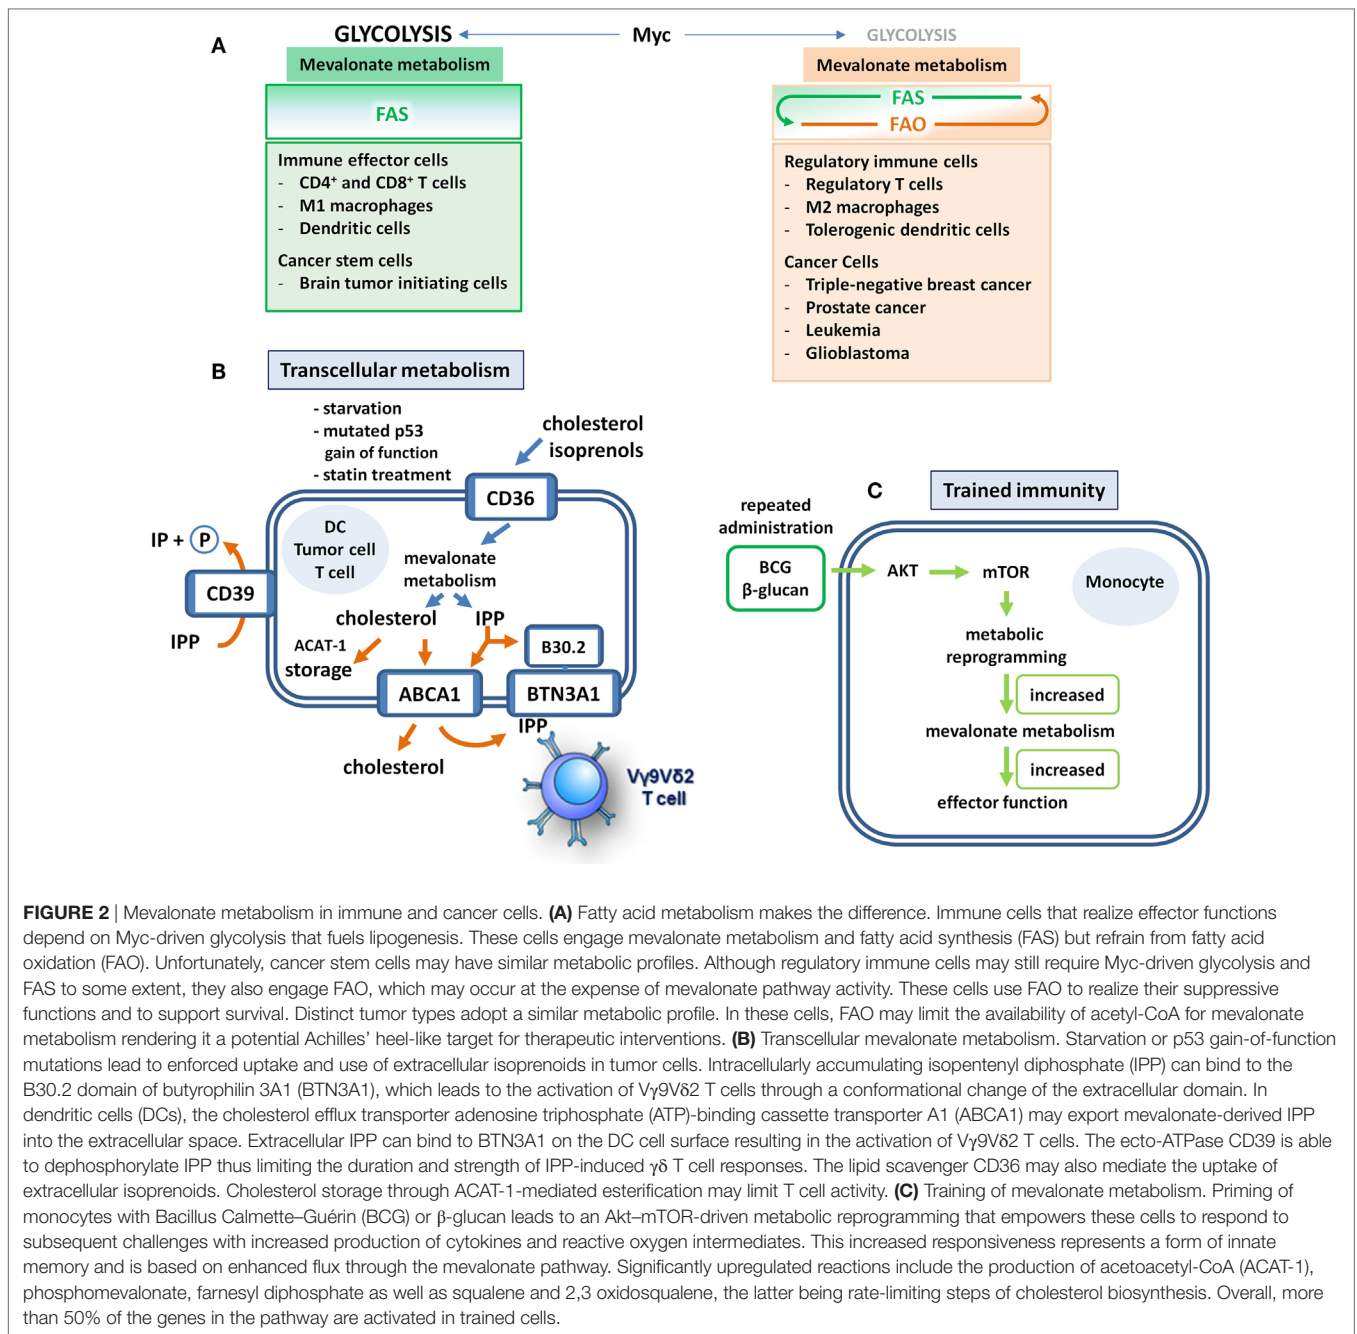 A
GLYCOLYSIS
Myc
GLYCOLYSIS
Mevalonate metabolism
FAS
Immune effector cells
- CD4⁺ and CD8⁺ T cells
- M1 macrophages
- Dendritic cells
Cancer stem cells
- Brain tumor initiating cells
Mevalonate metabolism
FAS
FAO
Regulatory immune cells
- Regulatory T cells
- M2 macrophages
- Tolerogenic dendritic cells
Cancer Cells
- Triple-negative breast cancer
- Prostate cancer
- Leukemia
- Glioblastoma
B
Transcellular metabolism
- starvation
- mutated p53
gain of function
- statin treatment
cholesterol
isoprenols
CD36
DC
Tumor cell
T cell
IP + P
CD39
IPP
mevalonate
metabolism
cholesterol
IPP
ACAT-1
storage
B30.2
ABCA1
BTN3A1
IPP
cholesterol
Vγ9Vδ2
T cell
C
Trained immunity
repeated
administration
BCG
β-glucan
AKT
mTOR
Monocyte
metabolic
reprogramming
increased
mevalonate metabolism
increased
effector function
FIGURE 2 | Mevalonate metabolism in immune and cancer cells. (A) Fatty acid metabolism makes the difference. Immune cells that realize effector functions
depend on Myc-driven glycolysis that fuels lipogenesis. These cells engage mevalonate metabolism and fatty acid synthesis (FAS) but refrain from fatty acid
oxidation (FAO). Unfortunately, cancer stem cells may have similar metabolic profiles. Although regulatory immune cells may still require Myc-driven glycolysis and
FAS to some extent, they also engage FAO, which may occur at the expense of mevalonate pathway activity. These cells use FAO to realize their suppressive
functions and to support survival. Distinct tumor types adopt a similar metabolic profile. In these cells, FAO may limit the availability of acetyl-CoA for mevalonate
metabolism rendering it a potential Achilles' heel-like target for therapeutic interventions. (B) Transcellular mevalonate metabolism. Starvation or p53 gain-of-function
mutations lead to enforced uptake and use of extracellular isoprenoids in tumor cells. Intracellularly accumulating isopentenyl diphosphate (IPP) can bind to the
B30.2 domain of butyrophilin 3A1 (BTN3A1), which leads to the activation of Vγ9Vδ2 T cells through a conformational change of the extracellular domain. In
dendritic cells (DCs), the cholesterol efflux transporter adenosine triphosphate (ATP)-binding cassette transporter A1 (ABCA1) may export mevalonate-derived IPP
into the extracellular space. Extracellular IPP can bind to BTN3A1 on the DC cell surface resulting in the activation of Vγ9Vδ2 T cells. The ecto-ATPase CD39 is able
to dephosphorylate IPP thus limiting the duration and strength of IPP-induced γδ T cell responses. The lipid scavenger CD36 may also mediate the uptake of
extracellular isoprenoids. Cholesterol storage through ACAT-1-mediated esterification may limit T cell activity. (C) Training of mevalonate metabolism. Priming of
monocytes with Bacillus Calmette–Guérin (BCG) or β-glucan leads to an Akt–mTOR-driven metabolic reprogramming that empowers these cells to respond to
subsequent challenges with increased production of cytokines and reactive oxygen intermediates. This increased responsiveness represents a form of innate
memory and is based on enhanced flux through the mevalonate pathway. Significantly upregulated reactions include the production of acetoacetyl-CoA (ACAT-1),
phosphomevalonate, farnesyl diphosphate as well as squalene and 2,3 oxidosqualene, the latter being rate-limiting steps of cholesterol biosynthesis. Overall, more
than 50% of the genes in the pathway are activated in trained cells.